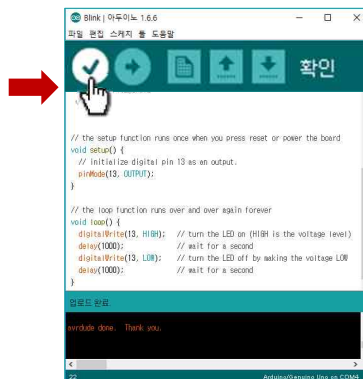 Blink | 아두이노 1.6.6
파일 편집 스케치 툴 도움말
확인
// the setup function runs once when you press reset or power the board
void setup() {
// initialize digital pin 13 as an output.
pinMode(13, OUTPUT);
}
// the loop function runs over and over again forever
void loop() {
digitalWrite(13, HIGH); // turn the LED on (HIGH is the voltage level)
delay(1000); // wait for a second
digitalWrite(13, LOW); // turn the LED off by making the voltage LOW
delay(1000); // wait for a second
}
업로드 완료.
avrdude done. Thank you.
22 Arduino/Genuino Uno on COM4